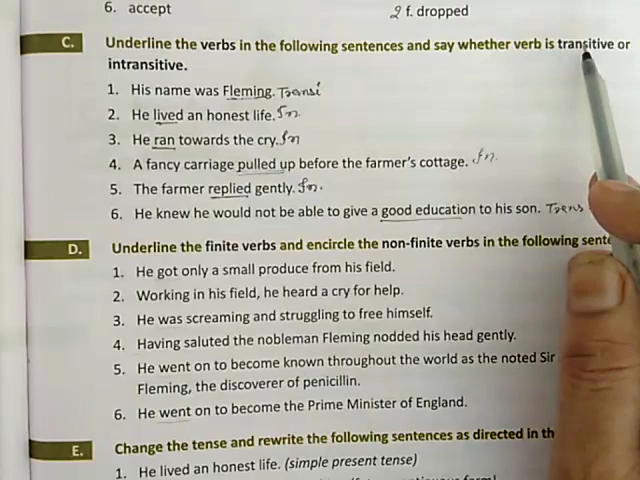 6. accept
2 f. dropped
C. Underline the verbs in the following sentences and say whether verb is transitive or
intransitive.
1. His name was Fleming. Transi
2. He lived an honest life. In.
3. He ran towards the cry. In
4. A fancy carriage pulled up before the farmer's cottage. In.
5. The farmer replied gently. In.
6. He knew he would not be able to give a good education to his son. Trans
D. Underline the finite verbs and encircle the non-finite verbs in the following sent
1. He got only a small produce from his field.
2. Working in his field, he heard a cry for help.
3. He was screaming and struggling to free himself.
4. Having saluted the nobleman Fleming nodded his head gently.
5. He went on to become known throughout the world as the noted Sir
Fleming, the discoverer of penicillin.
6. He went on to become the Prime Minister of England.
E. Change the tense and rewrite the following sentences as directed in th
1. He lived an honest life. (simple present tense)